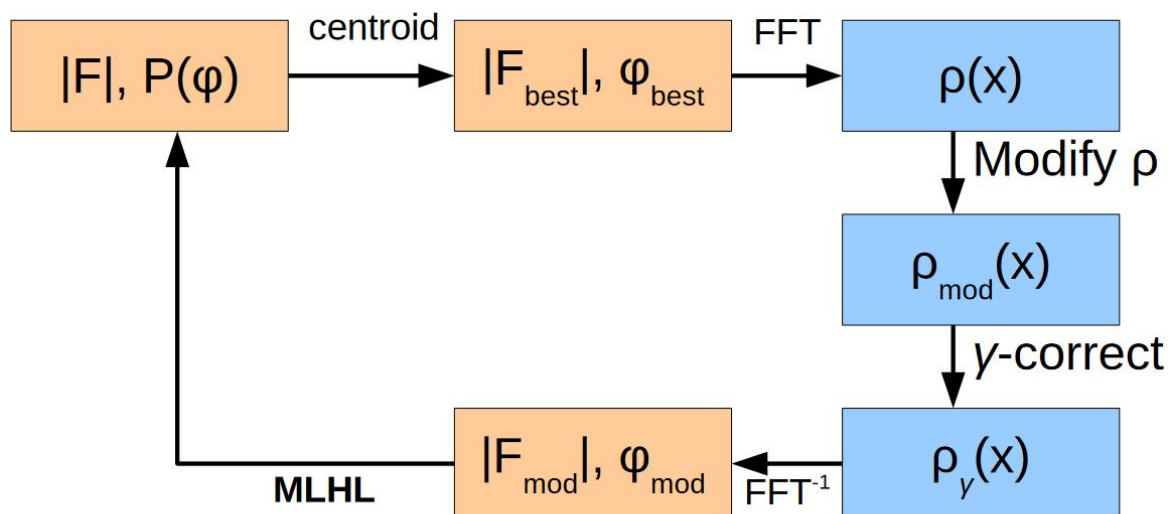 centroid
FFT
|F|, P(φ)
|F_best|, φ_best
ρ(x)
Modify ρ
ρ_mod(x)
γ-correct
|F_mod|, φ_mod
ρ_γ(x)
MLHL
FFT⁻¹